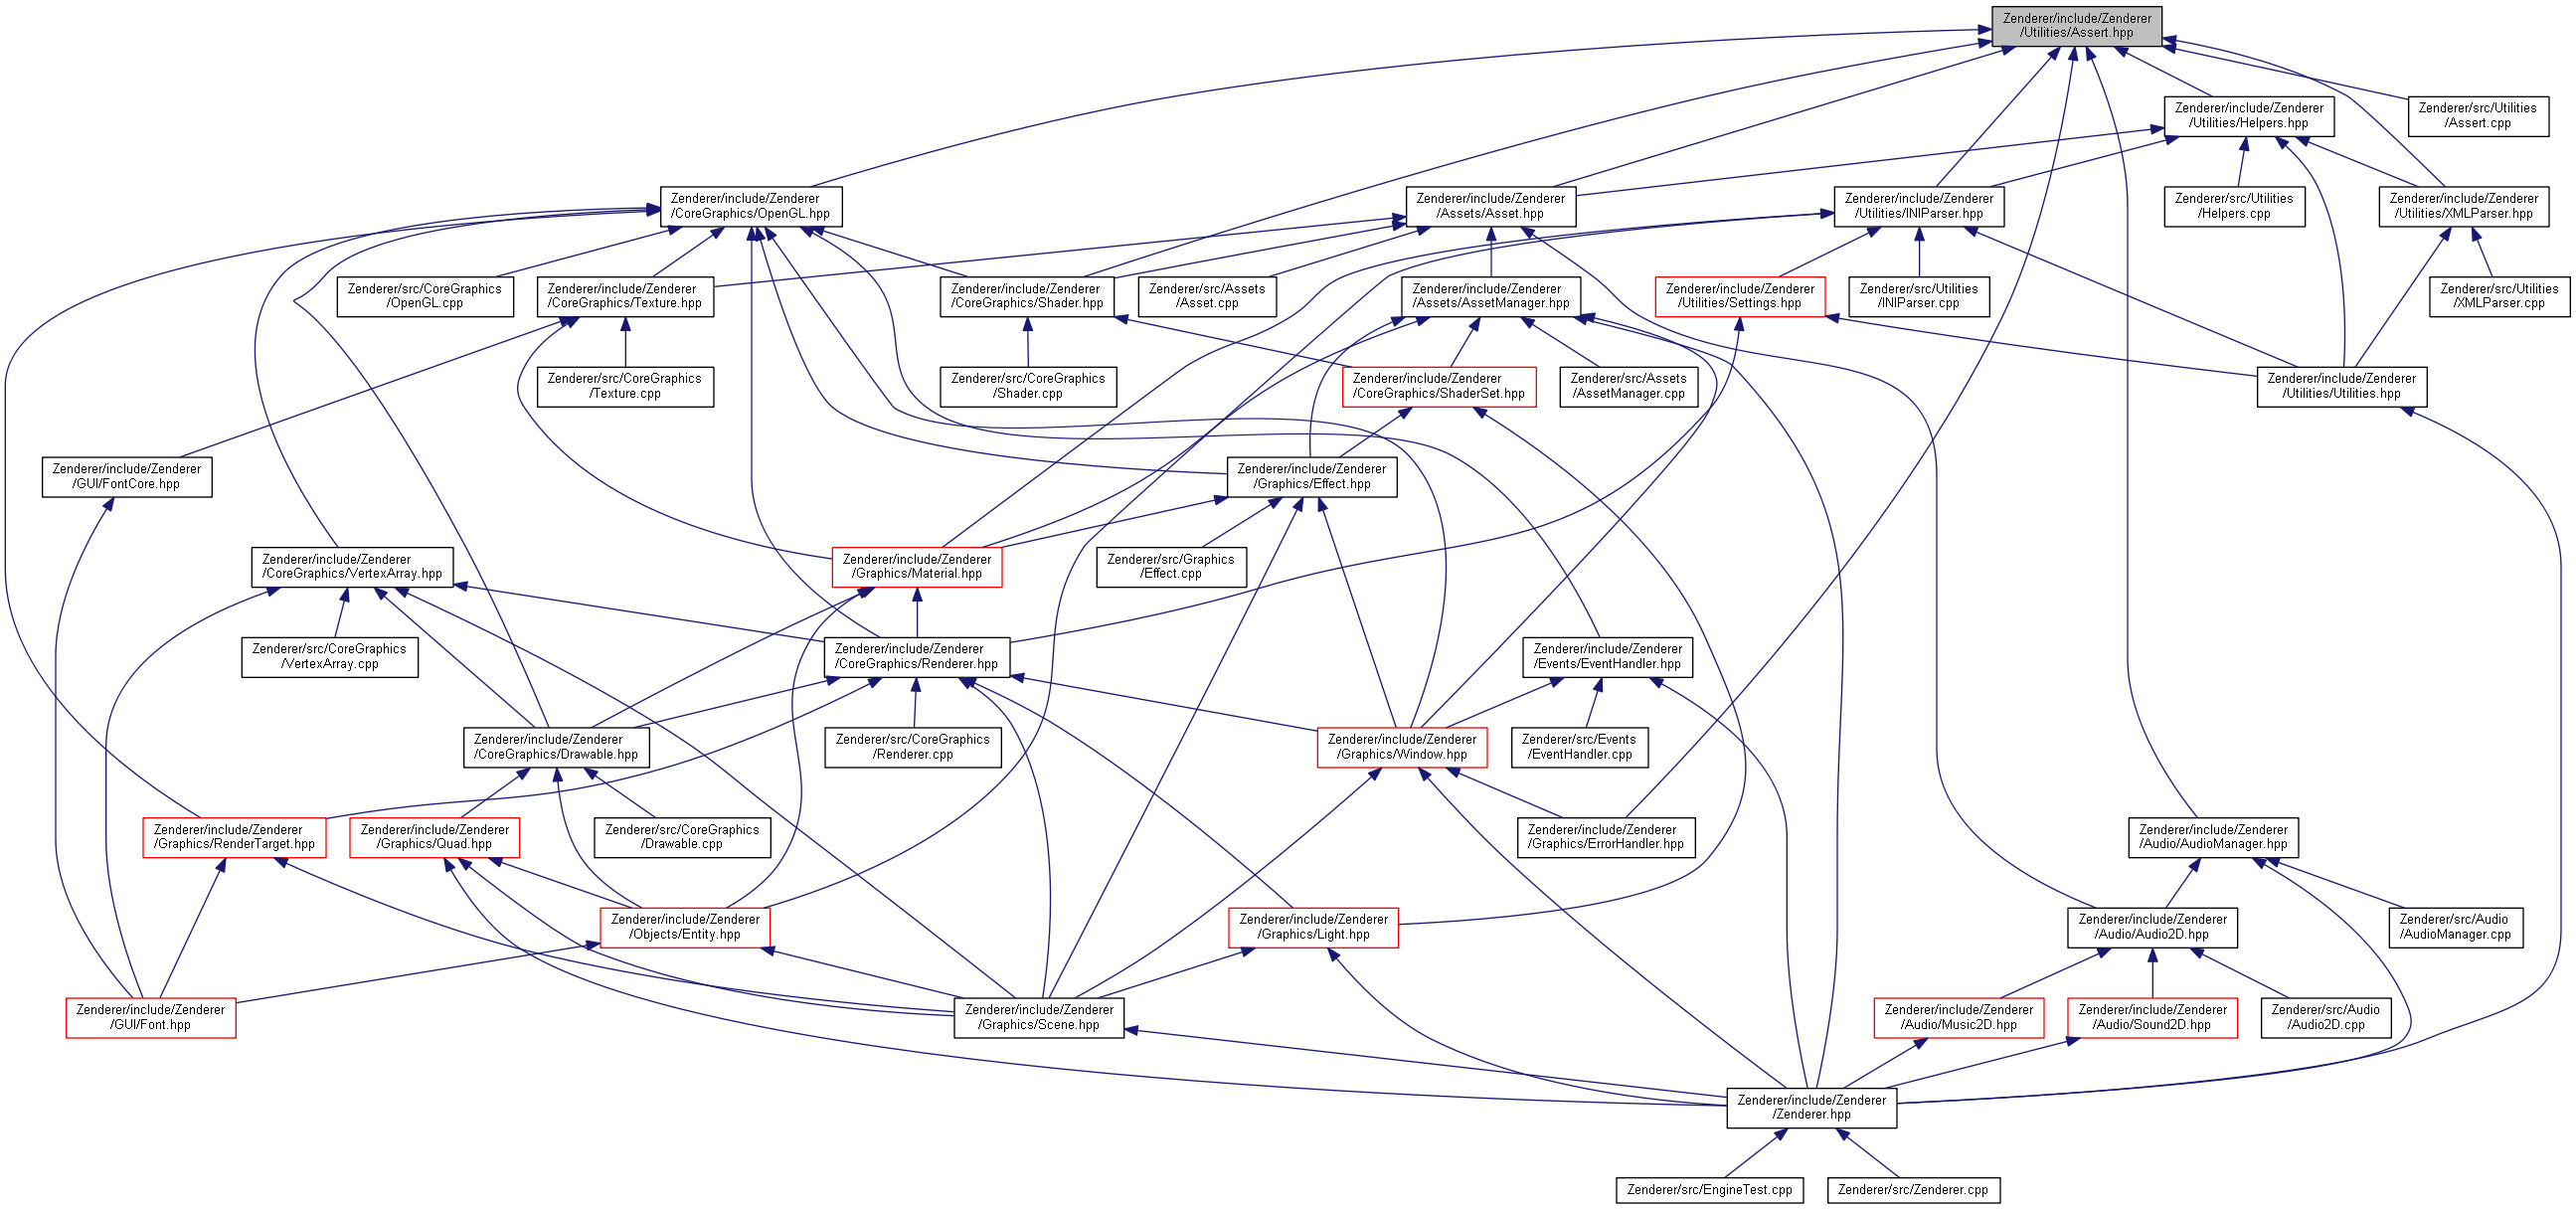 Zenderer/include/Zenderer
/Utilities/Assert.hpp
Zenderer/include/Zenderer
/Utilities/Helpers.hpp
Zenderer/src/Utilities
/Assert.cpp
Zenderer/include/Zenderer
/CoreGraphics/OpenGL.hpp
Zenderer/include/Zenderer
/Assets/Asset.hpp
Zenderer/include/Zenderer
/Utilities/INIParser.hpp
Zenderer/src/Utilities
/Helpers.cpp
Zenderer/include/Zenderer
/Utilities/XMLParser.hpp
Zenderer/src/CoreGraphics
/OpenGL.cpp
Zenderer/include/Zenderer
/CoreGraphics/Texture.hpp
Zenderer/include/Zenderer
/CoreGraphics/Shader.hpp
Zenderer/src/Assets
/Asset.cpp
Zenderer/include/Zenderer
/Assets/AssetManager.hpp
Zenderer/include/Zenderer
/Utilities/Settings.hpp
Zenderer/src/Utilities
/INIParser.cpp
Zenderer/src/Utilities
/XMLParser.cpp
Zenderer/src/CoreGraphics
/Texture.cpp
Zenderer/src/CoreGraphics
/Shader.cpp
Zenderer/include/Zenderer
/CoreGraphics/ShaderSet.hpp
Zenderer/src/Assets
/AssetManager.cpp
Zenderer/include/Zenderer
/Utilities/Utilities.hpp
Zenderer/include/Zenderer
/GUI/FontCore.hpp
Zenderer/include/Zenderer
/Graphics/Effect.hpp
Zenderer/include/Zenderer
/CoreGraphics/VertexArray.hpp
Zenderer/include/Zenderer
/Graphics/Material.hpp
Zenderer/src/Graphics
/Effect.cpp
Zenderer/src/CoreGraphics
/VertexArray.cpp
Zenderer/include/Zenderer
/CoreGraphics/Renderer.hpp
Zenderer/include/Zenderer
/Events/EventHandler.hpp
Zenderer/include/Zenderer
/CoreGraphics/Drawable.hpp
Zenderer/src/CoreGraphics
/Renderer.cpp
Zenderer/include/Zenderer
/Graphics/Window.hpp
Zenderer/src/Events
/EventHandler.cpp
Zenderer/include/Zenderer
/Graphics/RenderTarget.hpp
Zenderer/include/Zenderer
/Graphics/Quad.hpp
Zenderer/src/CoreGraphics
/Drawable.cpp
Zenderer/include/Zenderer
/Graphics/ErrorHandler.hpp
Zenderer/include/Zenderer
/Audio/AudioManager.hpp
Zenderer/include/Zenderer
/Objects/Entity.hpp
Zenderer/include/Zenderer
/Graphics/Light.hpp
Zenderer/include/Zenderer
/Audio/Audio2D.hpp
Zenderer/src/Audio
/AudioManager.cpp
Zenderer/include/Zenderer
/GUI/Font.hpp
Zenderer/include/Zenderer
/Graphics/Scene.hpp
Zenderer/include/Zenderer
/Audio/Music2D.hpp
Zenderer/include/Zenderer
/Audio/Sound2D.hpp
Zenderer/src/Audio
/Audio2D.cpp
Zenderer/include/Zenderer
/Zenderer.hpp
Zenderer/src/EngineTest.cpp
Zenderer/src/Zenderer.cpp